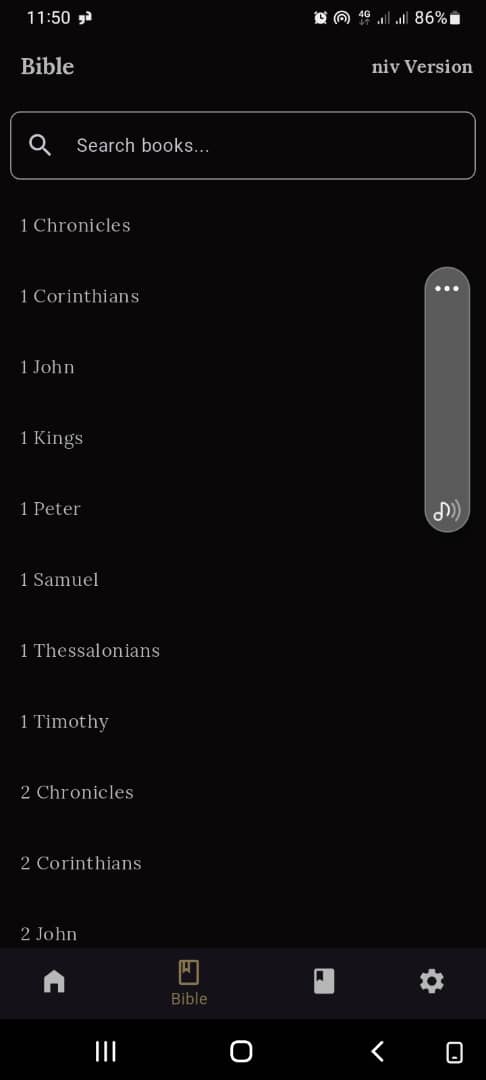 11:50 4G 86%
Bible niv Version
Search books...
1 Chronicles
1 Corinthians
1 John
1 Kings
1 Peter
1 Samuel
1 Thessalonians
1 Timothy
2 Chronicles
2 Corinthians
2 John
Bible